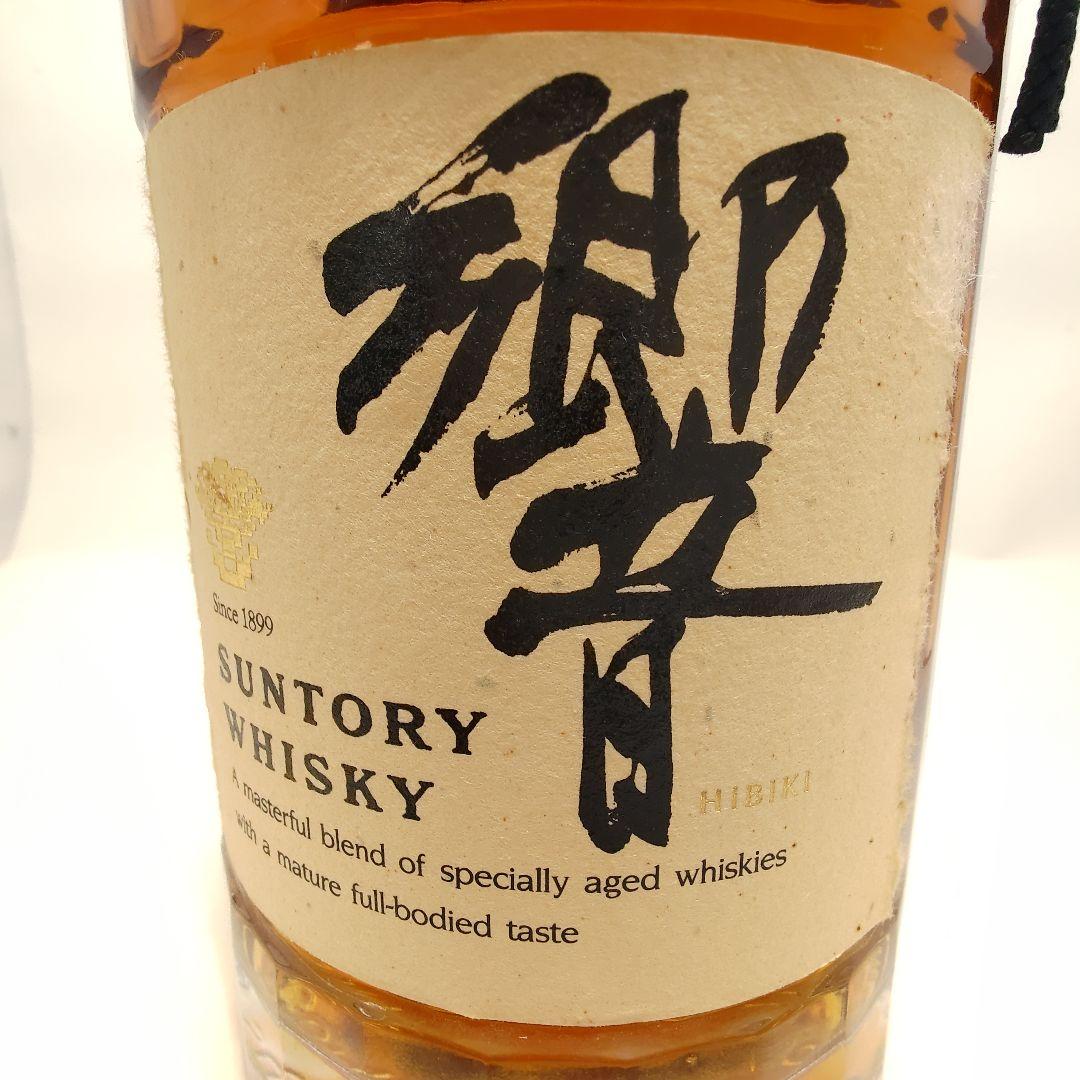 響
Since 1899
SUNTORY
WHISKY
HIBIKI
A masterful blend of specially aged whiskies
with a mature full-bodied taste